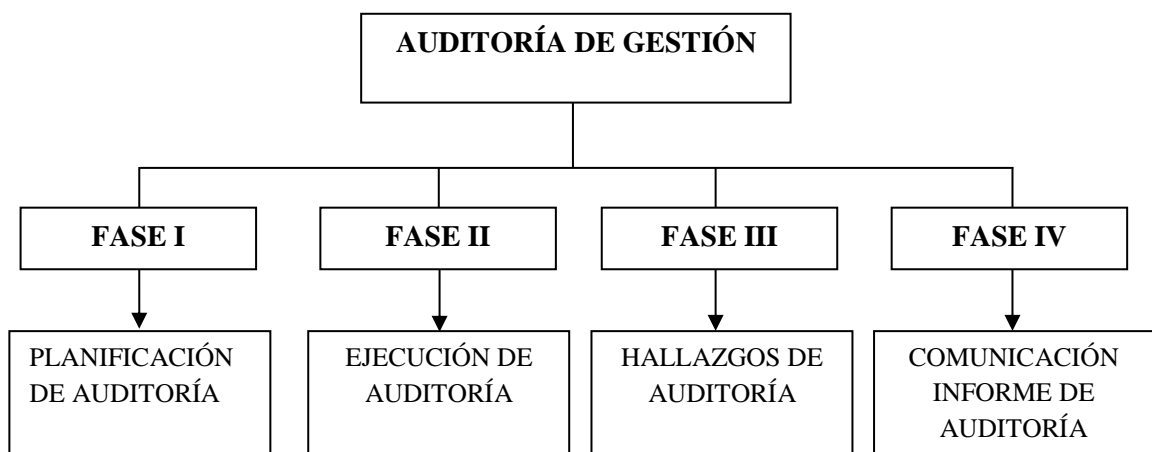 AUDITORÍA DE GESTIÓN
FASE I
FASE II
FASE III
FASE IV
PLANIFICACIÓN
DE AUDITORÍA
EJECUCIÓN DE
AUDITORÍA
HALLAZGOS DE
AUDITORÍA
COMUNICACIÓN
INFORME DE
AUDITORÍA